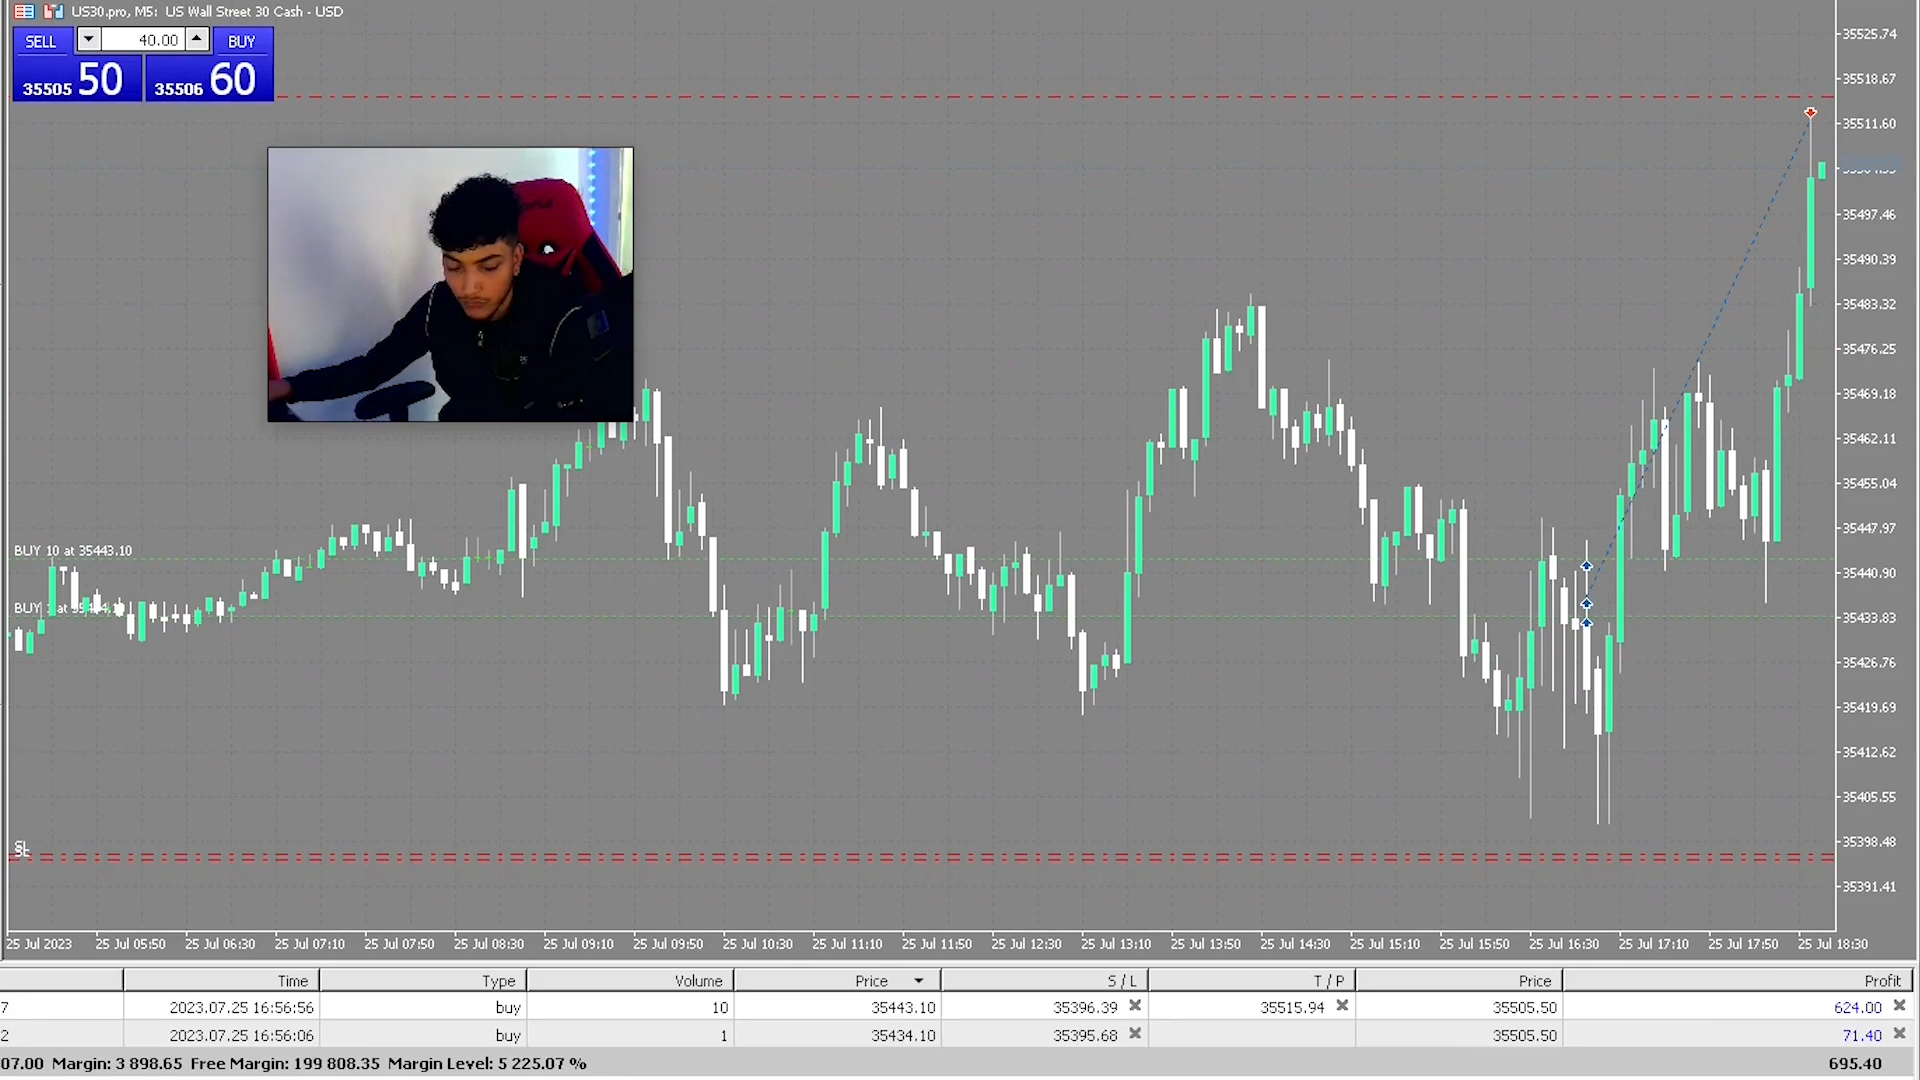 US30.pro, M5: US Wall Street 30 Cash - USD
SELL 40.00 BUY
35505 50 35506 60
35525.74
35518.67
35511.60
35497.46
35490.39
35483.32
35476.25
35469.18
35462.11
35455.04
35447.97
35440.90
35433.83
35426.76
35419.69
35412.62
35405.55
35398.48
35391.41
BUY 10 at 35443.10
BUY at
SL
25 Jul 2023 25 Jul 05:50 25 Jul 06:30 25 Jul 07:10 25 Jul 07:50 25 Jul 08:30 25 Jul 09:10 25 Jul 09:50 25 Jul 10:30 25 Jul 11:10 25 Jul 11:50 25 Jul 12:30 25 Jul 13:10 25 Jul 13:50 25 Jul 14:30 25 Jul 15:10 25 Jul 15:50 25 Jul 16:30 25 Jul 17:10 25 Jul 17:50 25 Jul 18:30
Time Type Volume Price S / L T / P Price Profit
7 2023.07.25 16:56:56 buy 10 35443.10 35396.39 35515.94 35505.50 624.00
2 2023.07.25 16:56:06 buy 1 35434.10 35395.68 35505.50 71.40
07.00 Margin: 3 898.65 Free Margin: 199 808.35 Margin Level: 5 225.07 % 695.40